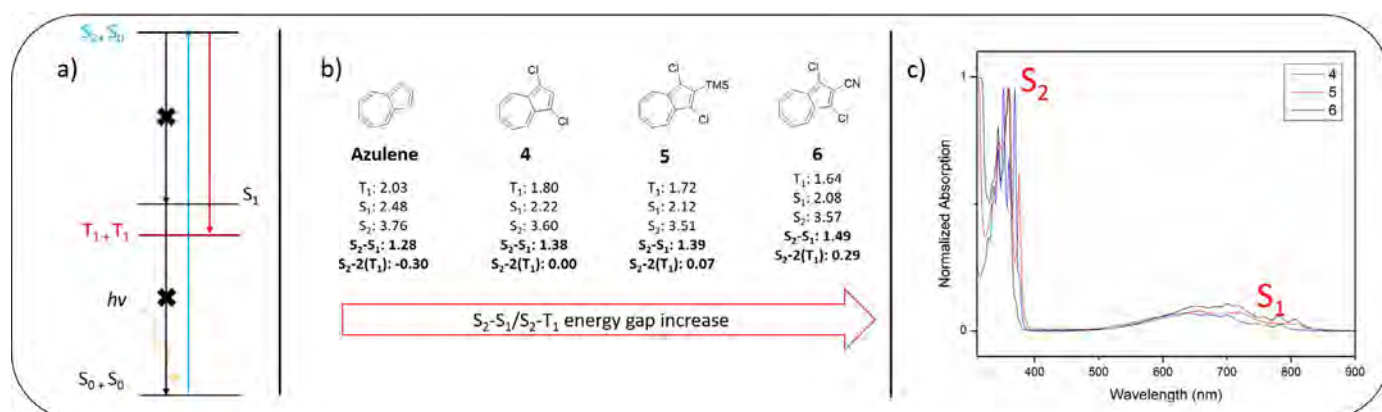 a)
S2+S0
S1
T1+T1
hν
S0+S0
b)
Cl
Cl
Cl
TMS
Cl
Cl
CN
Cl
Azulene
4
5
6
T1: 2.03
S1: 2.48
S2: 3.76
S2-S1: 1.28
S2-2(T1): -0.30
T1: 1.80
S1: 2.22
S2: 3.60
S2-S1: 1.38
S2-2(T1): 0.00
T1: 1.72
S1: 2.12
S2: 3.51
S2-S1: 1.39
S2-2(T1): 0.07
T1: 1.64
S1: 2.08
S2: 3.57
S2-S1: 1.49
S2-2(T1): 0.29
S2-S1/S2-T1 energy gap increase
c)
Normalized Absorption
1
0
S2
S1
4
5
6
400
500
600
700
800
900
Wavelength (nm)